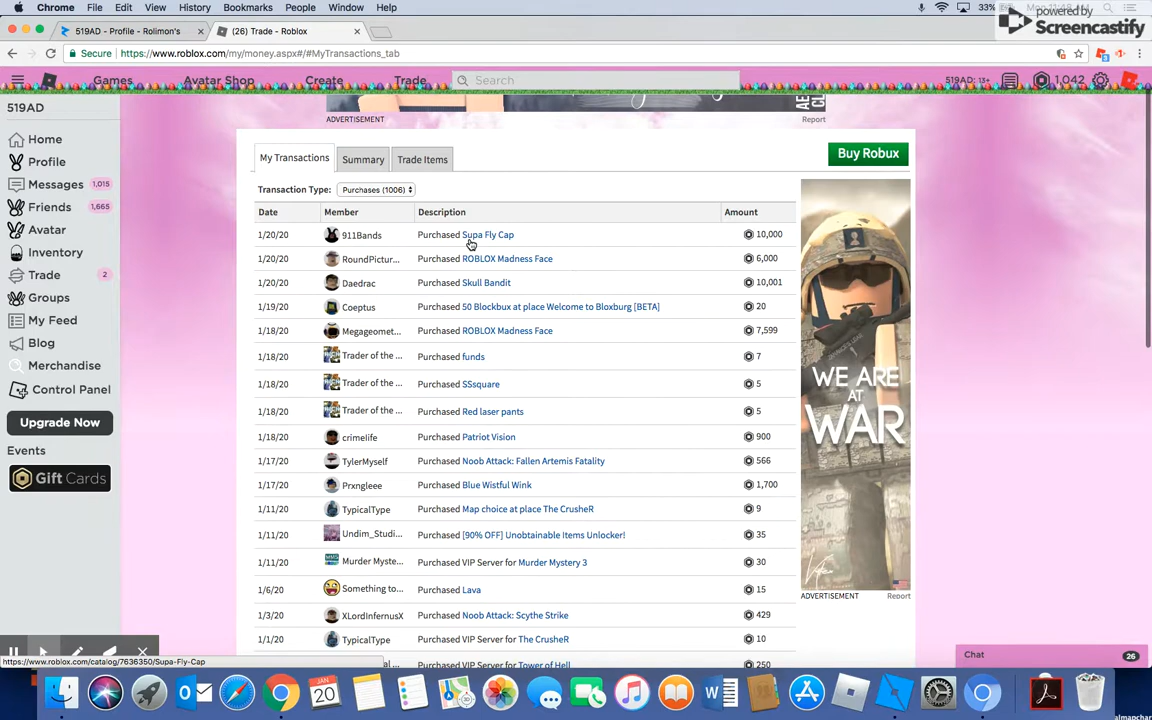 Chrome File Edit View History Bookmarks People Window Help
33%
powered by
Screencastify
519AD - Profile - Rolimon's
(26) Trade - Roblox
Secure https://www.roblox.com/my/money.aspx#/#MyTransactions_tab
Games Avatar Shop Create Trade Search 519AD: 13+ 1,042
519AD
Home
Profile
Messages 1,015
Friends 1,665
Avatar
Inventory
Trade 2
Groups
My Feed
Blog
Merchandise
Control Panel
Upgrade Now
Events
Gift Cards
ADVERTISEMENT Report
My Transactions Summary Trade Items Buy Robux
Transaction Type: Purchases (1006)
Date Member Description Amount
1/20/20 911Bands Purchased Supa Fly Cap 10,000
1/20/20 RoundPictur... Purchased ROBLOX Madness Face 6,000
1/20/20 Daedrac Purchased Skull Bandit 10,001
1/19/20 Coeptus Purchased 50 Blockbux at place Welcome to Bloxburg [BETA] 20
1/18/20 Megageomet... Purchased ROBLOX Madness Face 7,599
1/18/20 Trader of the ... Purchased funds 7
1/18/20 Trader of the ... Purchased SSsquare 5
1/18/20 Trader of the ... Purchased Red laser pants 5
1/18/20 crimelife Purchased Patriot Vision 900
1/17/20 TylerMyself Purchased Noob Attack: Fallen Artemis Fatality 566
1/17/20 Prxngleee Purchased Blue Wistful Wink 1,700
1/11/20 TypicalType Purchased Map choice at place The CrusheR 9
1/11/20 Undim_Studi... Purchased [90% OFF] Unobtainable Items Unlocker! 35
1/11/20 Murder Myste... Purchased VIP Server for Murder Mystery 3 30
1/6/20 Something to... Purchased Lava 15
1/3/20 XLordInfernusX Purchased Noob Attack: Scythe Strike 429
1/1/20 TypicalType Purchased VIP Server for The CrusheR 10
Purchased VIP Server for Tower of Hell 250
WE ARE
AT
WAR
ADVERTISEMENT Report
Chat 26
https://www.roblox.com/catalog/7636350/Supa-Fly-Cap
JAN
20